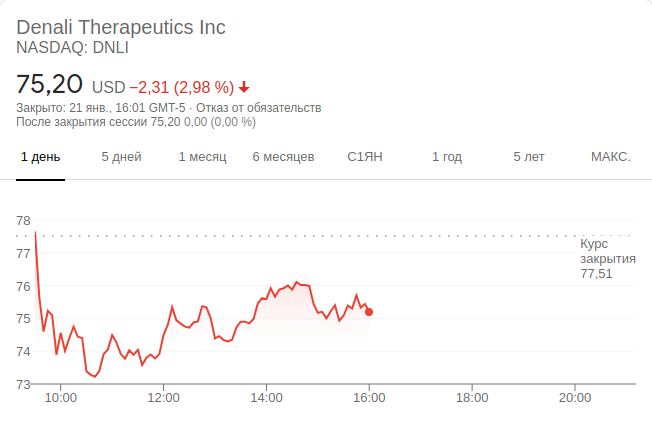 Denali Therapeutics Inc
NASDAQ: DNLI
75,20 USD −2,31 (2,98 %)
Закрыто: 21 янв., 16:01 GMT-5 · Отказ от обязательств
После закрытия сессии 75,20 0,00 (0,00 %)
1 день 5 дней 1 месяц 6 месяцев С1ЯН 1 год 5 лет МАКС.
78
77
76
75
74
73
Курс
закрытия
77,51
10:00 12:00 14:00 16:00 18:00 20:00